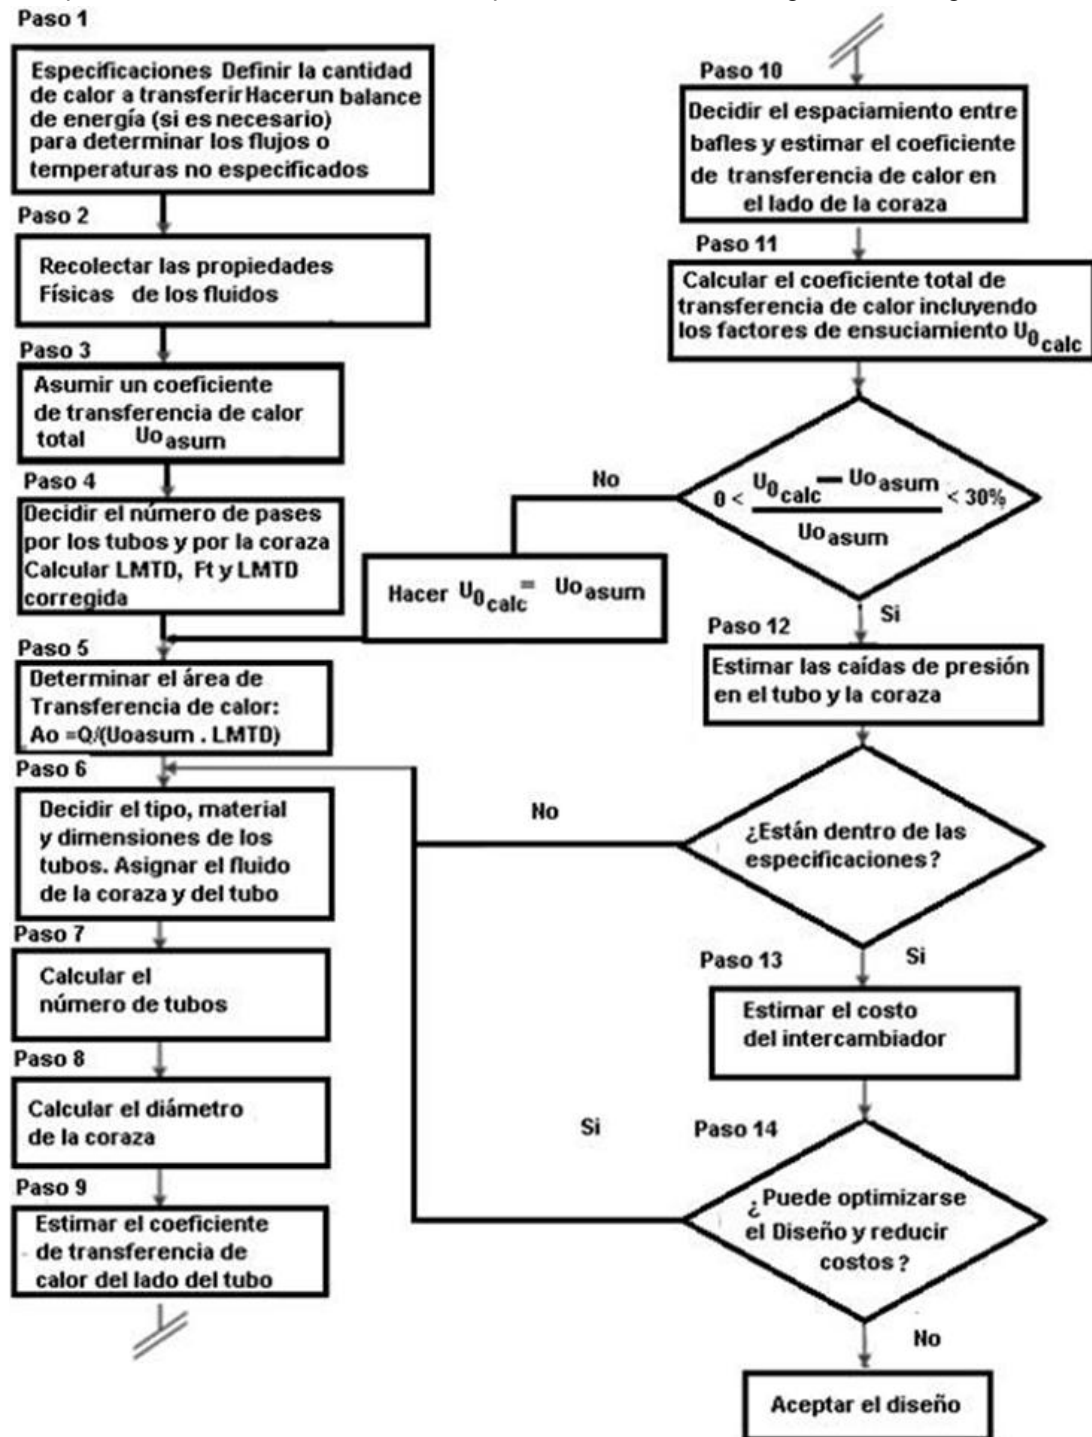 Paso 1
Especificaciones Definir la cantidad
de calor a transferirHacerun balance
de energía (si es necesario)
para determinar los flujos o
temperaturas no especificados
Paso 2
Recolectar las propiedades
Físicas de los fluidos
Paso 3
Asumir un coeficiente
de transferencia de calor
total Uo asum
Paso 4
Decidir el número de pases
por los tubos y por la coraza
Calcular LMTD, Ft y LMTD
corregida
Paso 5
Determinar el área de
Transferencia de calor:
Ao =Q/(Uoasum . LMTD)
Paso 6
Decidir el tipo, material
y dimensiones de los
tubos. Asignar el fluido
de la coraza y del tubo
Paso 7
Calcular el
número de tubos
Paso 8
Calcular el diámetro
de la coraza
Paso 9
Estimar el coeficiente
de transferencia de
calor del lado del tubo
Paso 10
Decidir el espaciamiento entre
bafles y estimar el coeficiente
de transferencia de calor en
el lado de la coraza
Paso 11
Calcular el coeficiente total de
transferencia de calor incluyendo
los factores de ensuciamiento U0 calc
0 < U0 calc − Uo asum < 30%
Uo asum
No
Hacer U0 calc = Uo asum
Si
Paso 12
Estimar las caídas de presión
en el tubo y la coraza
¿Están dentro de las
especificaciones?
No
Si
Paso 13
Estimar el costo
del intercambiador
Paso 14
¿Puede optimizarse
el Diseño y reducir
costos?
Si
No
Aceptar el diseño